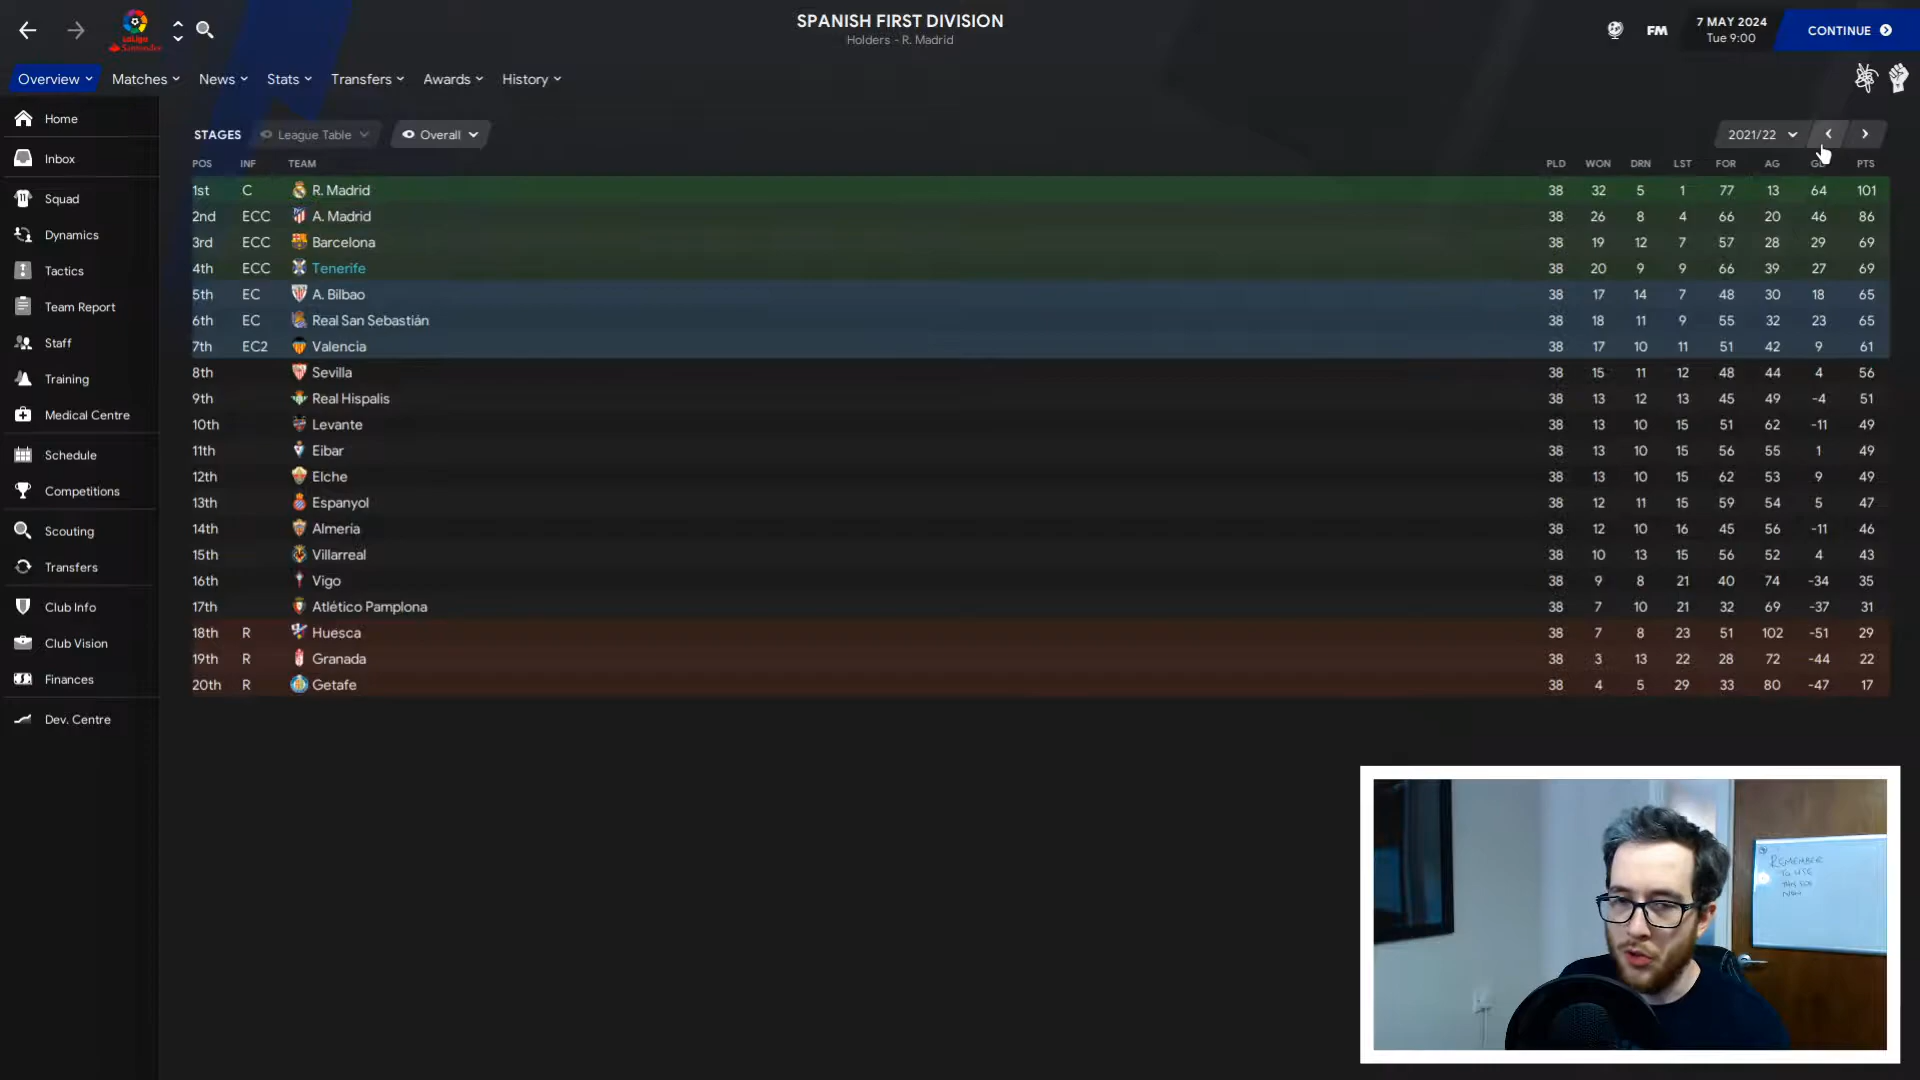 SPANISH FIRST DIVISION
Holders - R. Madrid
LaLiga
Santander
FM
7 MAY 2024
Tue 9:00
CONTINUE
Overview Matches News Stats Transfers Awards History
Home
Inbox
Squad
Dynamics
Tactics
Team Report
Staff
Training
Medical Centre
Schedule
Competitions
Scouting
Transfers
Club Info
Club Vision
Finances
Dev. Centre
STAGES League Table Overall 2021/22
POS INF TEAM PLD WON DRN LST FOR AG PTS
1st C R. Madrid 38 32 5 1 77 13 64 101
2nd ECC A. Madrid 38 26 8 4 66 20 46 86
3rd ECC Barcelona 38 19 12 7 57 28 29 69
4th ECC Tenerife 38 20 9 9 66 39 27 69
5th EC A. Bilbao 38 17 14 7 48 30 18 65
6th EC Real San Sebastián 38 18 11 9 55 32 23 65
7th EC2 Valencia 38 17 10 11 51 42 9 61
8th Sevilla 38 15 11 12 48 44 4 56
9th Real Hispalis 38 13 12 13 45 49 -4 51
10th Levante 38 13 10 15 51 62 -11 49
11th Eibar 38 13 10 15 56 55 1 49
12th Elche 38 13 10 15 62 53 9 49
13th Espanyol 38 12 11 15 59 54 5 47
14th Almería 38 12 10 16 45 56 -11 46
15th Villarreal 38 10 13 15 56 52 4 43
16th Vigo 38 9 8 21 40 74 -34 35
17th Atlético Pamplona 38 7 10 21 32 69 -37 31
18th R Huesca 38 7 8 23 51 102 -51 29
19th R Granada 38 3 13 22 28 72 -44 22
20th R Getafe 38 4 5 29 33 80 -47 17
REMEMBER
TO USE
THIS FOR